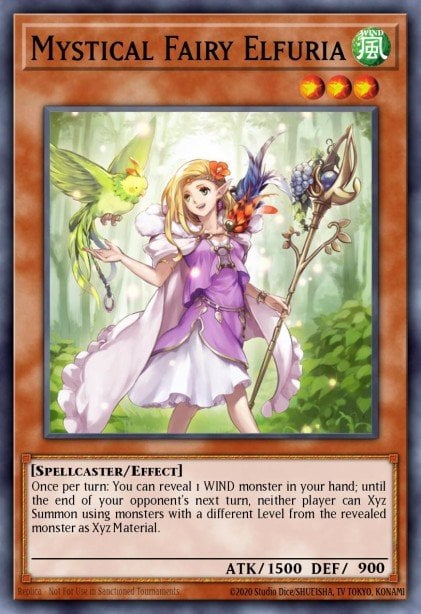 Mystical Fairy Elfuria
WIND
風
[Spellcaster/Effect]
Once per turn: You can reveal 1 WIND monster in your hand; until
the end of your opponent's next turn, neither player can Xyz
Summon using monsters with a different Level from the revealed
monster as Xyz Material.
ATK/1500 DEF/ 900
Replica - Not For Use in Sanctioned Tournaments
©2020 Studio Dice/SHUEISHA, TV TOKYO, KONAMI